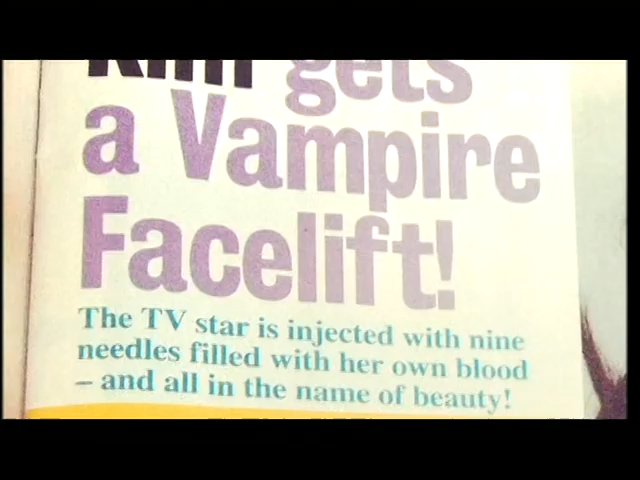 Kim gets
a Vampire
Facelift!
The TV star is injected with nine
needles filled with her own blood
– and all in the name of beauty!